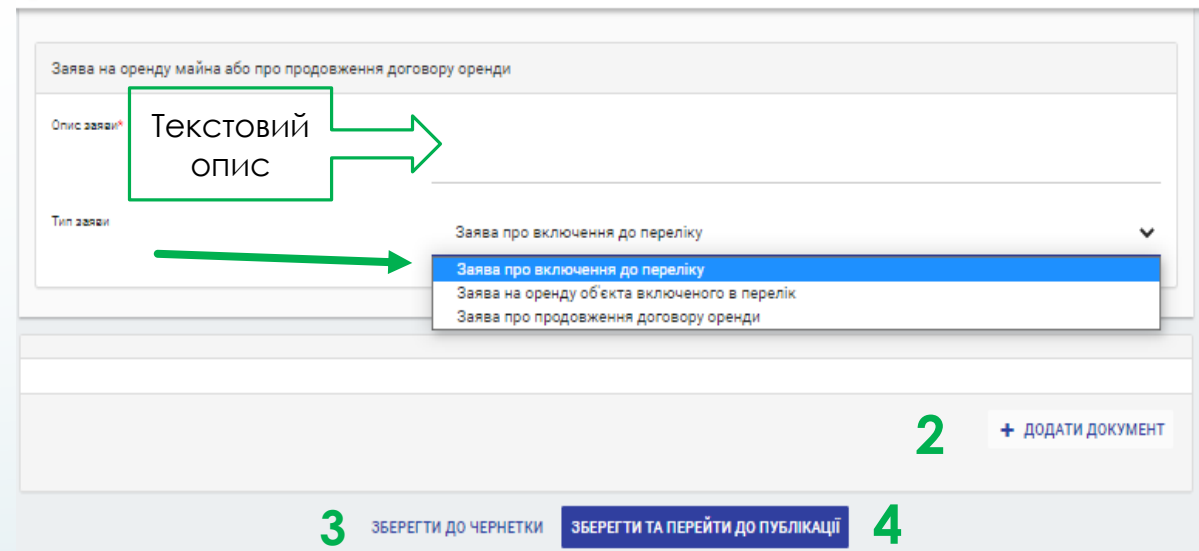 Заява на оренду майна або про продовження договору оренди
Опис заяви*
Текстовий
опис
Тип заяви
Заява про включення до переліку
Заява про включення до переліку
Заява на оренду об'єкта включеного в перелік
Заява про продовження договору оренди
2
+ ДОДАТИ ДОКУМЕНТ
3 ЗБЕРЕГТИ ДО ЧЕРНЕТКИ ЗБЕРЕГТИ ТА ПЕРЕЙТИ ДО ПУБЛІКАЦІЇ 4